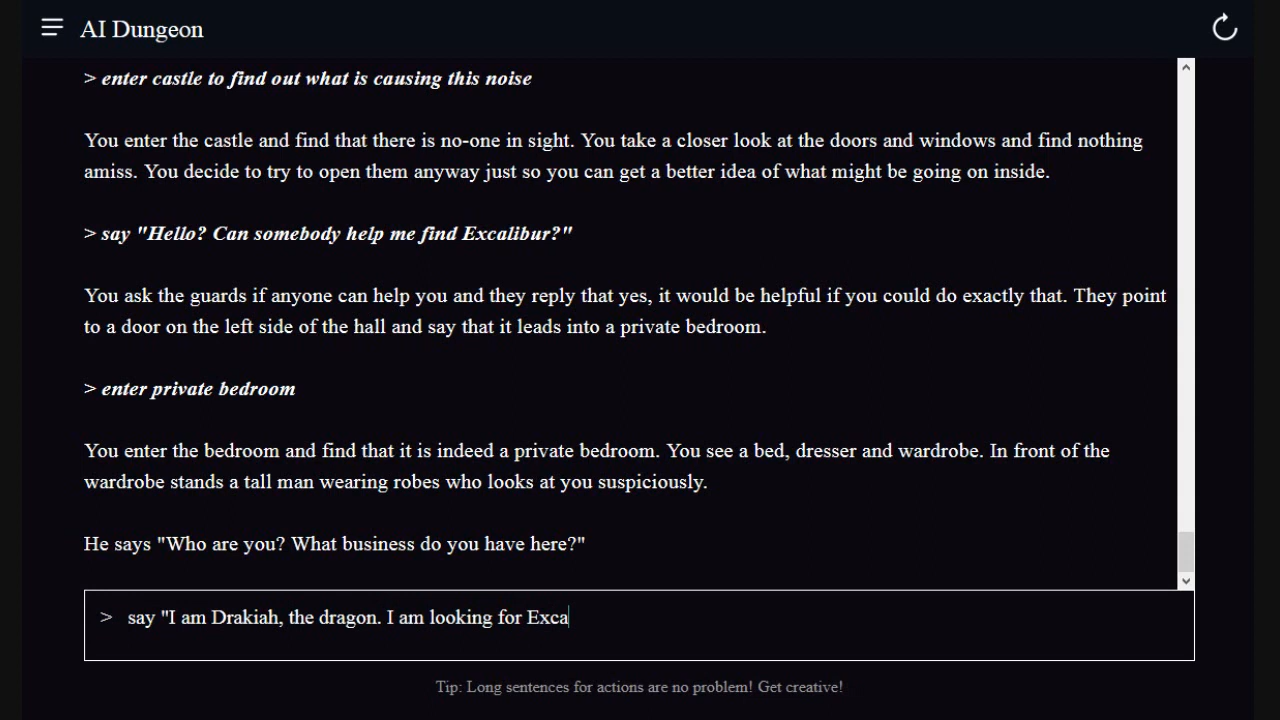 AI Dungeon
> enter castle to find out what is causing this noise
You enter the castle and find that there is no-one in sight. You take a closer look at the doors and windows and find nothing
amiss. You decide to try to open them anyway just so you can get a better idea of what might be going on inside.
> say "Hello? Can somebody help me find Excalibur?"
You ask the guards if anyone can help you and they reply that yes, it would be helpful if you could do exactly that. They point
to a door on the left side of the hall and say that it leads into a private bedroom.
> enter private bedroom
You enter the bedroom and find that it is indeed a private bedroom. You see a bed, dresser and wardrobe. In front of the
wardrobe stands a tall man wearing robes who looks at you suspiciously.
He says "Who are you? What business do you have here?"
> say "I am Drakiah, the dragon. I am looking for Exca
Tip: Long sentences for actions are no problem! Get creative!